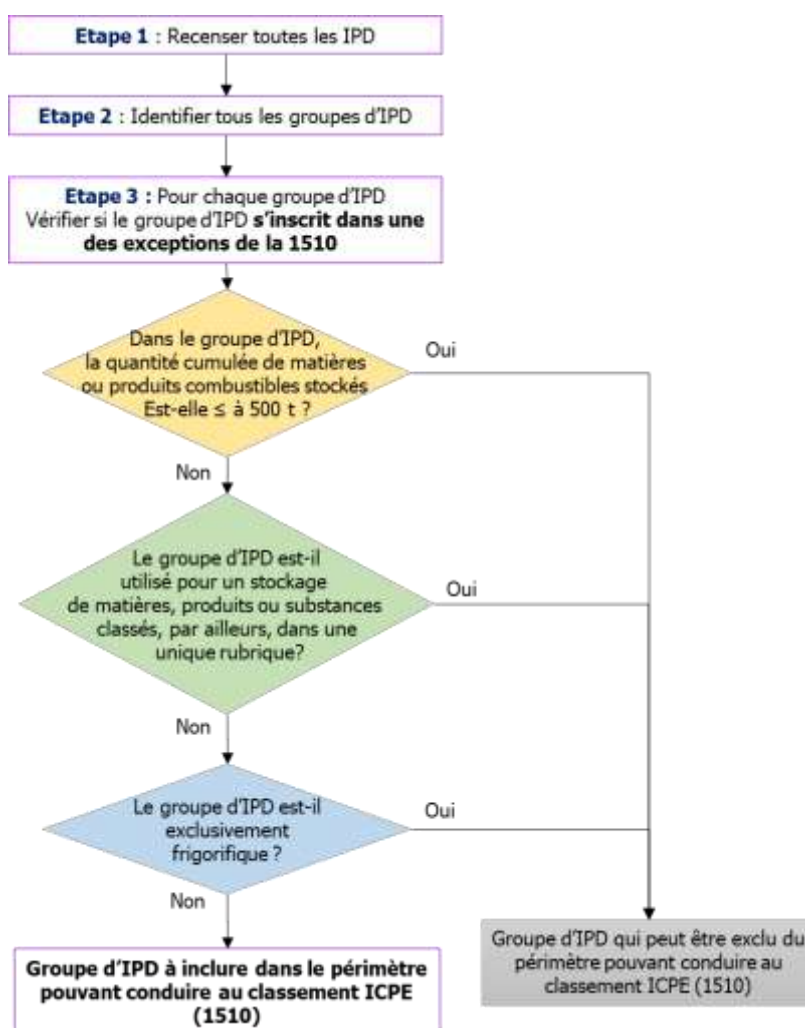 Etape 1 : Recenser toutes les IPD
Etape 2 : Identifier tous les groupes d'IPD
Etape 3 : Pour chaque groupe d'IPD
Vérifier si le groupe d'IPD s'inscrit dans une
des exceptions de la 1510
Dans le groupe d'IPD,
la quantité cumulée de matières
ou produits combustibles stockés
Est-elle ≤ à 500 t ?
Oui
Non
Le groupe d'IPD est-il
utilisé pour un stockage
de matières, produits ou substances
classés, par ailleurs, dans une
unique rubrique?
Oui
Non
Le groupe d'IPD est-il
exclusivement
frigorifique ?
Oui
Non
Groupe d'IPD à inclure dans le périmètre
pouvant conduire au classement ICPE
(1510)
Groupe d'IPD qui peut être exclu du
périmètre pouvant conduire au
classement ICPE (1510)